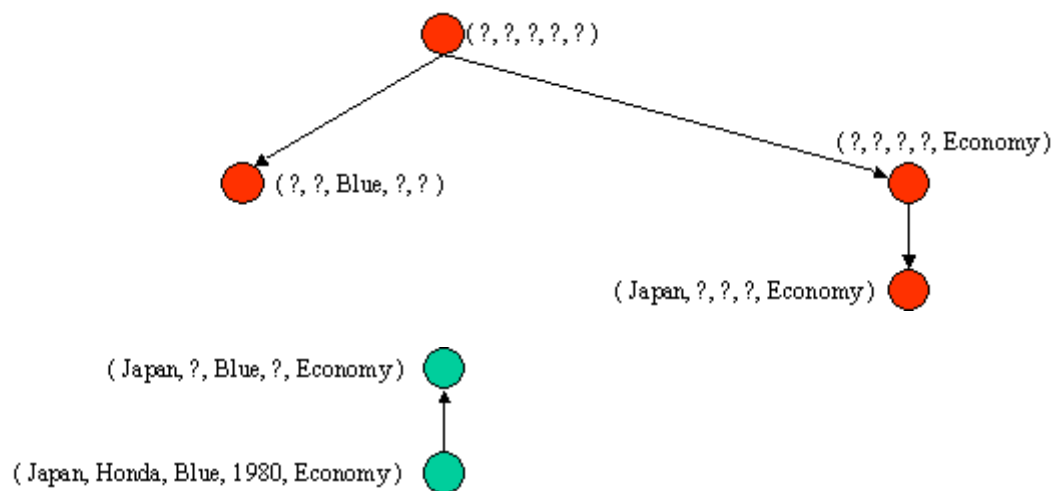 ( ?, ?, ?, ?, ? )
( ?, ?, ?, ?, Economy )
( ?, ?, Blue, ?, ? )
( Japan, ?, ?, ?, Economy )
( Japan, ?, Blue, ?, Economy )
( Japan, Honda, Blue, 1980, Economy )